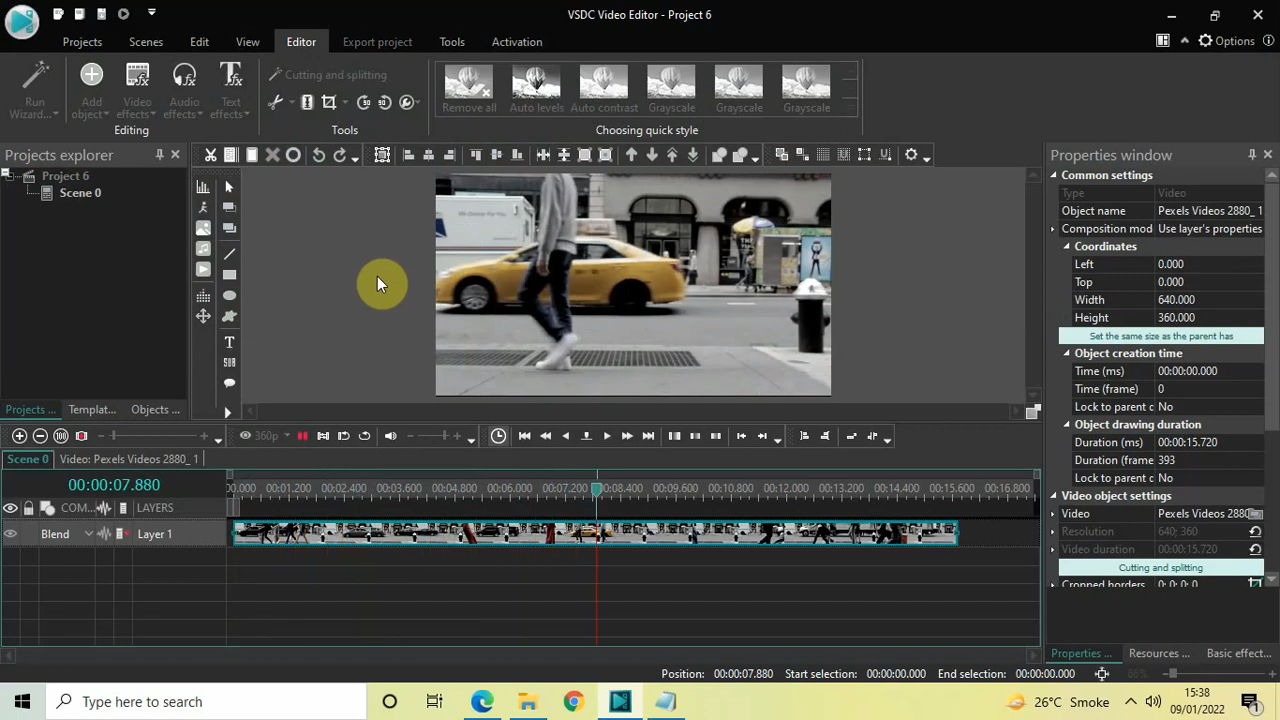 VSDC Video Editor - Project 6
Projects
Scenes
Edit
View
Editor
Export project
Tools
Activation
Options
Run Wizard...
Add object
Video effects
Audio effects
Text effects
Editing
Cutting and splitting
Tools
Remove all
Auto levels
Auto contrast
Grayscale
Grayscale
Grayscale
Choosing quick style
Projects explorer
Project 6
Scene 0
Projects ...
Templat...
Objects ...
Properties window
Common settings
Type Video
Object name Pexels Videos 2880_ 1
Composition mod Use layer's properties
Coordinates
Left 0.000
Top 0.000
Width 640.000
Height 360.000
Set the same size as the parent has
Object creation time
Time (ms) 00:00:00.000
Time (frame) 0
Lock to parent c No
Object drawing duration
Duration (ms) 00:00:15.720
Duration (frame 393
Lock to parent c No
Video object settings
Video Pexels Videos 2880
Resolution 640; 360
Video duration 00:00:15.720
Cutting and splitting
Cropped borders 0; 0; 0; 0
Properties ...
Resources ...
Basic effect...
360p
Scene 0
Video: Pexels Videos 2880_ 1
00:00:07.880
0.000 00:01.200 00:02.400 00:03.600 00:04.800 00:06.000 00:07.200 00:08.400 00:09.600 00:10.800 00:12.000 00:13.200 00:14.400 00:15.600 00:16.800
COM...
LAYERS
Blend
Layer 1
Position: 00:00:07.880
Start selection: 00:00:00.000
End selection: 00:00:00.000
66%
Type here to search
26°C Smoke
15:38
09/01/2022
1